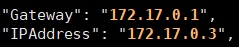 "Gateway": "172.17.0.1",
"IPAddress": "172.17.0.3",